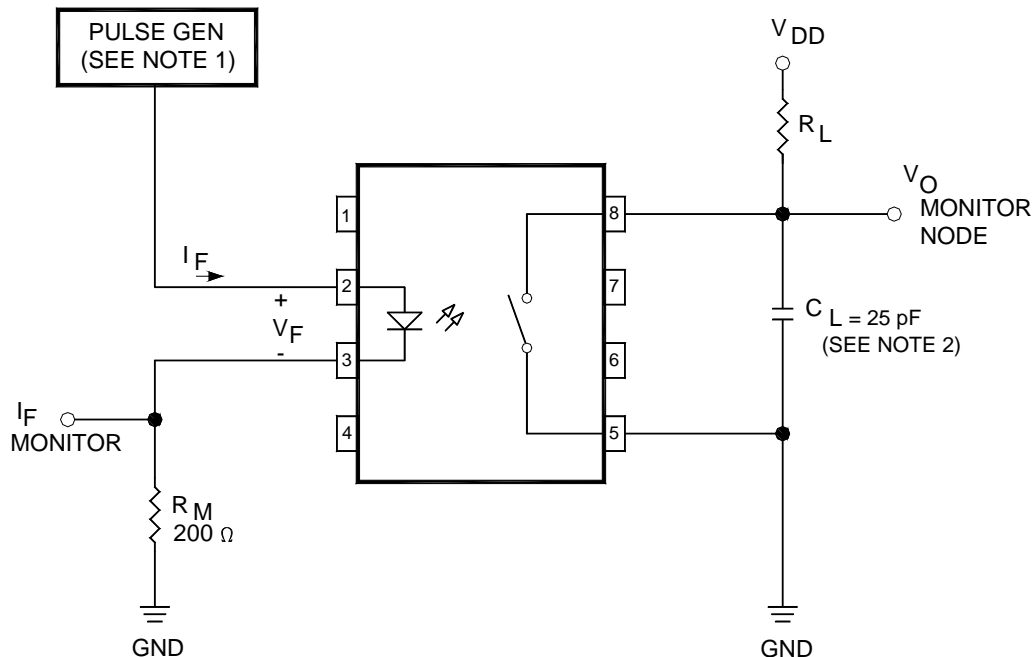 PULSE GEN
(SEE NOTE 1)
V DD
R L
V O
MONITOR
NODE
1
8
I F
2
7
+
V F
-
C L = 25 pF
(SEE NOTE 2)
3
6
I F
MONITOR
4
5
R M
200 Ω
GND
GND